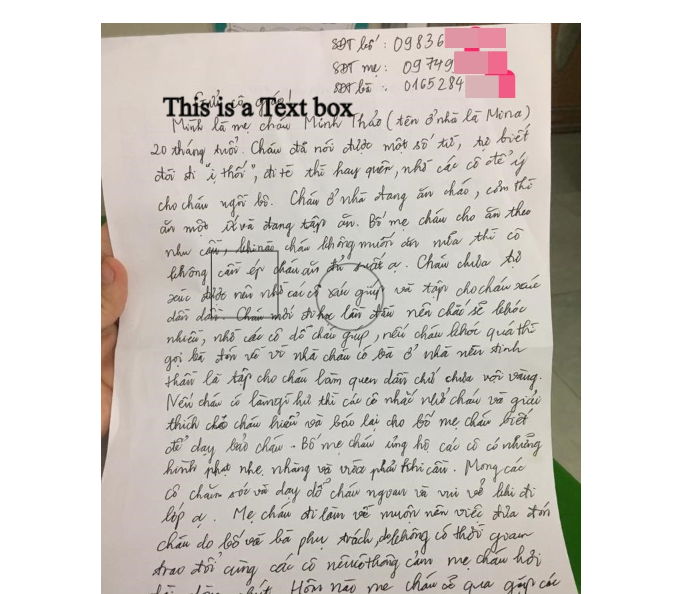 SĐT bố : 09836
SĐT mẹ : 09749
SĐT bà : 0165284
This is a Text box
Mình là mẹ cháu Minh Thảo (tên ở nhà là Mina)
20 tháng tuổi. Cháu đã nói được một số từ, tự biết
đòi đi "ị thối", đi tè thì hay quên, nhờ các cô để ý
cho cháu ngồi bô. Cháu ở nhà đang ăn cháo, cơm thì
ăn một ít và đang tập ăn. Bố mẹ cháu cho ăn theo
nhu cầu, khi nào cháu không muốn ăn nữa thì cô
không cần ép cháu ăn đủ suất ạ. Cháu chưa tự
xúc được nên nhờ các cô xúc giúp và tập cho cháu xúc
dần dần. Cháu mới đi học lần đầu nên chắc sẽ khóc
nhiều, nhờ các cô dỗ cháu giúp, nếu cháu khóc quá thì
gọi bà đón về vì nhà cháu có bà ở nhà nên tinh
thần là tập cho cháu làm quen dần chứ chưa vội vàng.
Nếu cháu có làm gì hư thì các cô nhắc nhở cháu và giải
thích cho cháu hiểu và báo lại cho bố mẹ cháu biết
để dạy bảo cháu. Bố mẹ cháu ủng hộ các cô có những
hình phạt nhẹ nhàng và vừa phải khi cần. Mong các
cô chăm sóc và dạy dỗ cháu ngoan và vui vẻ khi đi
lớp ạ. Mẹ cháu đi làm về muộn nên việc đưa đón
cháu do bố và bà phụ trách, do không có thời gian
trao đổi cùng các cô nên thông cảm mẹ cháu hơi
Hôm nào mẹ cháu sẽ qua gặp các